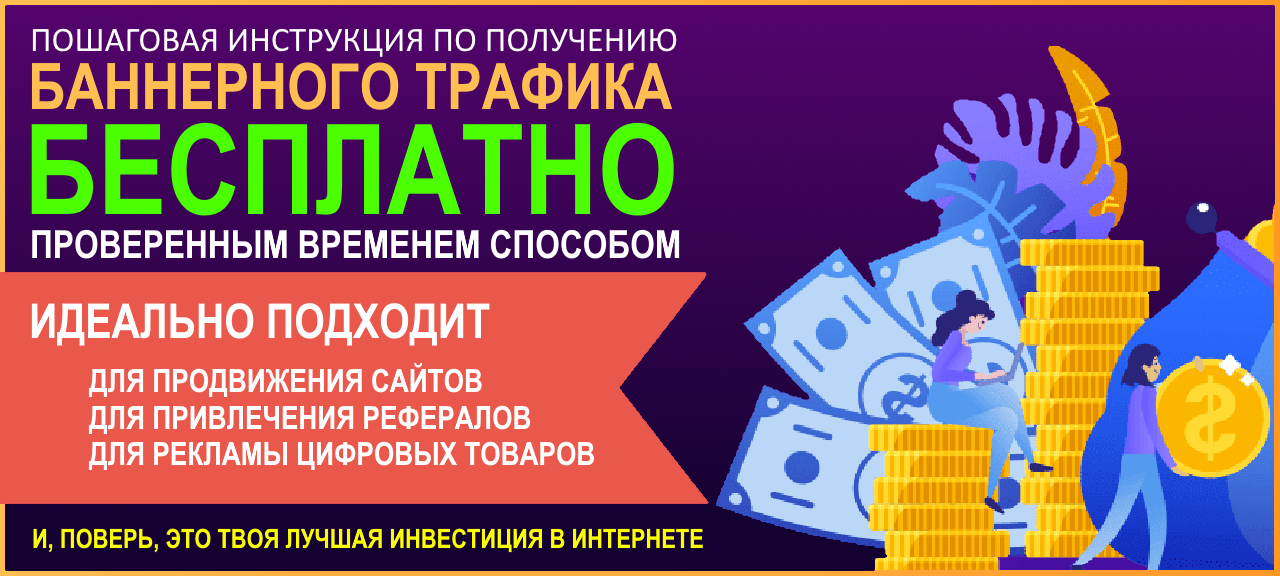 ПОШАГОВАЯ ИНСТРУКЦИЯ ПО ПОЛУЧЕНИЮ
БАННЕРНОГО ТРАФИКА
БЕСПЛАТНО
ПРОВЕРЕННЫМ ВРЕМЕНЕМ СПОСОБОМ
ИДЕАЛЬНО ПОДХОДИТ
ДЛЯ ПРОДВИЖЕНИЯ САЙТОВ
ДЛЯ ПРИВЛЕЧЕНИЯ РЕФЕРАЛОВ
ДЛЯ РЕКЛАМЫ ЦИФРОВЫХ ТОВАРОВ
И, ПОВЕРЬ, ЭТО ТВОЯ ЛУЧШАЯ ИНВЕСТИЦИЯ В ИНТЕРНЕТЕ